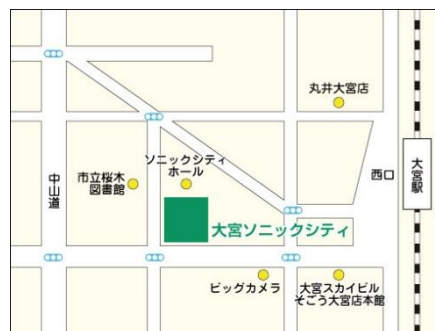 丸井大宮店
ソニックシティ
ホール
市立桜木
図書館
中山道
西口
大宮駅
大宮ソニックシティ
ビッグカメラ
大宮スカイビル
そごう大宮店本館